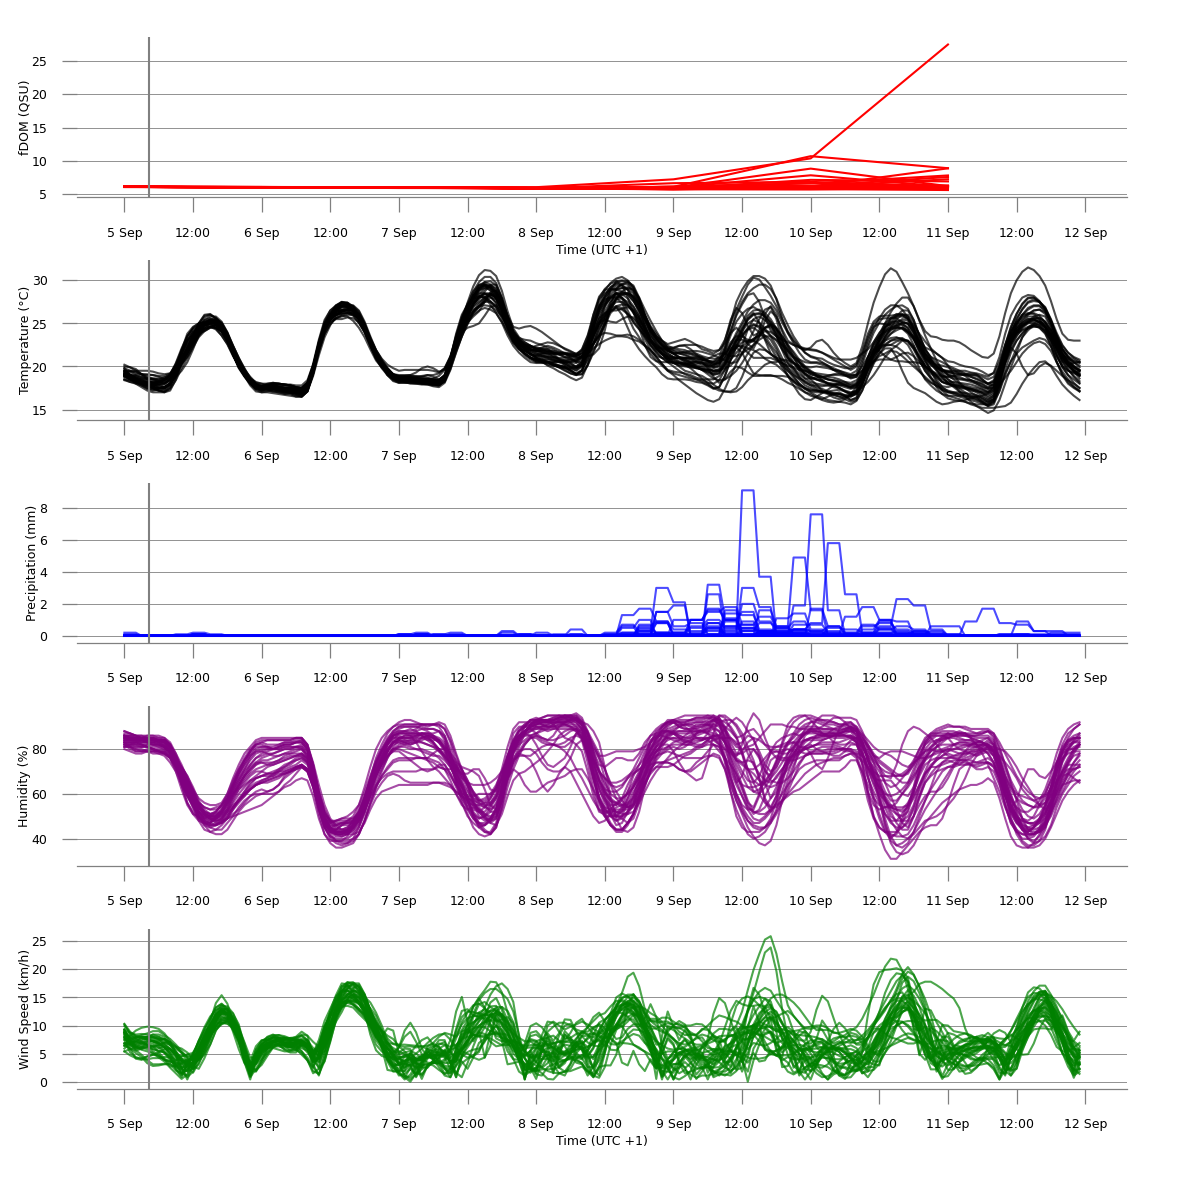 fDOM (QSU)
25
20
15
10
5
5 Sep 12:00 6 Sep 12:00 7 Sep 12:00 8 Sep 12:00 9 Sep 12:00 10 Sep 12:00 11 Sep 12:00 12 Sep
Time (UTC +1)
Temperature (°C)
30
25
20
15
5 Sep 12:00 6 Sep 12:00 7 Sep 12:00 8 Sep 12:00 9 Sep 12:00 10 Sep 12:00 11 Sep 12:00 12 Sep
Precipitation (mm)
8
6
4
2
0
5 Sep 12:00 6 Sep 12:00 7 Sep 12:00 8 Sep 12:00 9 Sep 12:00 10 Sep 12:00 11 Sep 12:00 12 Sep
Humidity (%)
80
60
40
5 Sep 12:00 6 Sep 12:00 7 Sep 12:00 8 Sep 12:00 9 Sep 12:00 10 Sep 12:00 11 Sep 12:00 12 Sep
Wind Speed (km/h)
25
20
15
10
5
0
5 Sep 12:00 6 Sep 12:00 7 Sep 12:00 8 Sep 12:00 9 Sep 12:00 10 Sep 12:00 11 Sep 12:00 12 Sep
Time (UTC +1)